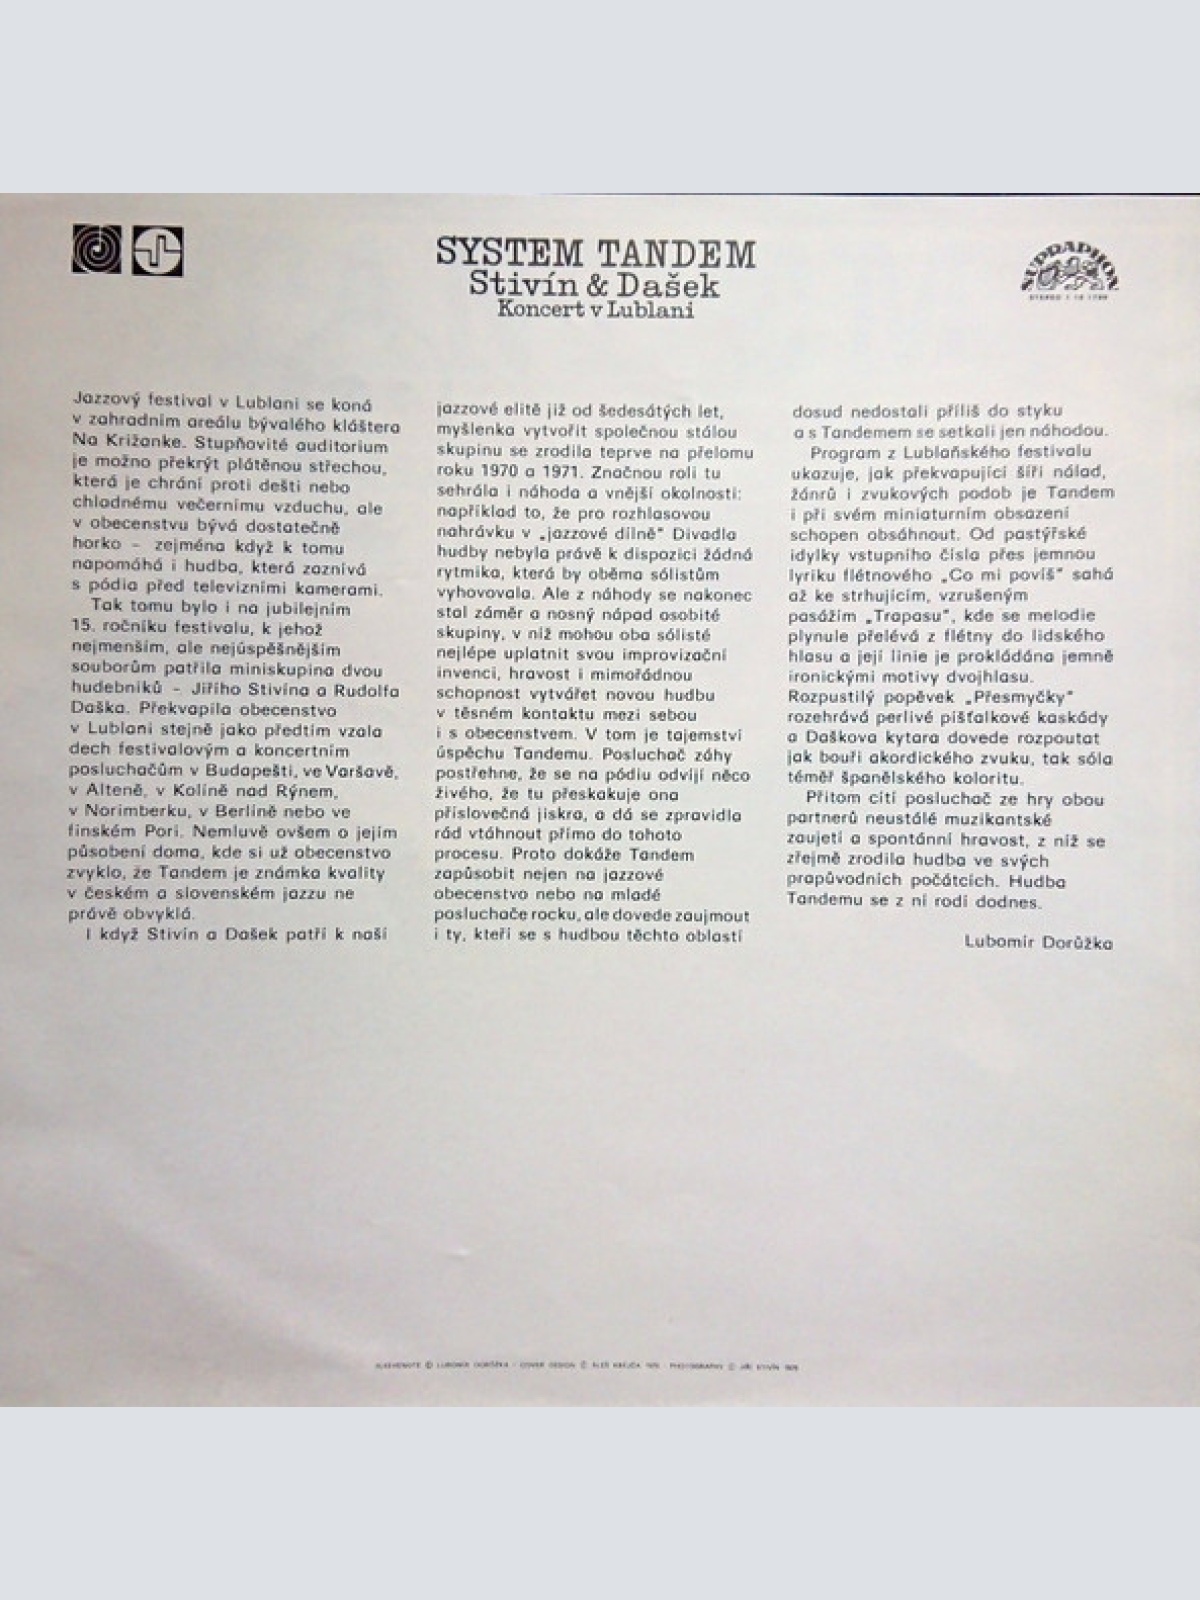 SYSTEM TANDEM
Stivín & Dašek
Koncert v Lublani
SUPRAPHON
STEREO 1 15 1799
Jazzový festival v Lublani se koná
v zahradním areálu bývalého kláštera
Na Križanke. Stupňovité auditorium
je možno překrýt plátěnou střechou,
která je chrání proti dešti nebo
chladnému večernímu vzduchu, ale
v obecenstvu bývá dostatečně
horko – zejména když k tomu
napomáhá i hudba, která zaznívá
s pódia před televizními kamerami.
Tak tomu bylo i na jubilejním
15. ročníku festivalu, k jehož
nejmenším, ale nejúspěšnějším
souborům patřila miniskupina dvou
hudebníků – Jiřího Stivína a Rudolfa
Daška. Překvapila obecenstvo
v Lublani stejně jako předtím vzala
dech festivalovým a koncertním
posluchačům v Budapešti, ve Varšavě,
v Alteně, v Kolíně nad Rýnem,
v Norimberku, v Berlíně nebo ve
finském Pori. Nemluvě ovšem o jejím
působení doma, kde si už obecenstvo
zvyklo, že Tandem je známka kvality
v českém a slovenském jazzu ne
právě obvyklá.
I když Stivín a Dašek patří k naší
jazzové elitě již od šedesátých let,
myšlenka vytvořit společnou stálou
skupinu se zrodila teprve na přelomu
roku 1970 a 1971. Značnou roli tu
sehrála i náhoda a vnější okolnosti:
například to, že pro rozhlasovou
nahrávku v „jazzové dílně" Divadla
hudby nebyla právě k dispozici žádná
rytmika, která by oběma sólistům
vyhovovala. Ale z náhody se nakonec
stal záměr a nosný nápad osobité
skupiny, v níž mohou oba sólisté
nejlépe uplatnit svou improvizační
invenci, hravost i mimořádnou
schopnost vytvářet novou hudbu
v těsném kontaktu mezi sebou
i s obecenstvem. V tom je tajemství
úspěchu Tandemu. Posluchač záhy
postřehne, že se na pódiu odvíjí něco
živého, že tu přeskakuje ona
příslovečná jiskra, a dá se zpravidla
rád vtáhnout přímo do tohoto
procesu. Proto dokáže Tandem
zapůsobit nejen na jazzové
obecenstvo nebo na mladé
posluchače rocku, ale dovede zaujmout
i ty, kteří se s hudbou těchto oblastí
dosud nedostali příliš do styku
a s Tandemem se setkali jen náhodou.
Program z Lublaňského festivalu
ukazuje, jak překvapující šíři nálad,
žánrů i zvukových podob je Tandem
i při svém miniaturním obsazení
schopen obsáhnout. Od pastýřské
idylky vstupního čísla přes jemnou
lyriku flétnového „Co mi povíš" sahá
až ke strhujícím, vzrušeným
pasážím „Trapasu", kde se melodie
plynule přelévá z flétny do lidského
hlasu a její linie je prokládána jemně
ironickými motivy dvojhlasu.
Rozpustilý popěvek „Přesmyčky"
rozehrává perlivé píšťalkové kaskády
a Daškova kytara dovede rozpoutat
jak bouři akordického zvuku, tak sóla
téměř španělského koloritu.
Přitom cítí posluchač ze hry obou
partnerů neustálé muzikantské
zaujetí a spontánní hravost, z níž se
zřejmě zrodila hudba ve svých
prapůvodních počátcích. Hudba
Tandemu se z ní rodí dodnes.
Lubomír Dorůžka
SLEEVENOTE © LUBOMÍR DORŮŽKA · COVER DESIGN © ALEŠ KREJČA 1976 · PHOTOGRAPHY © JIŘÍ STIVÍN 1976